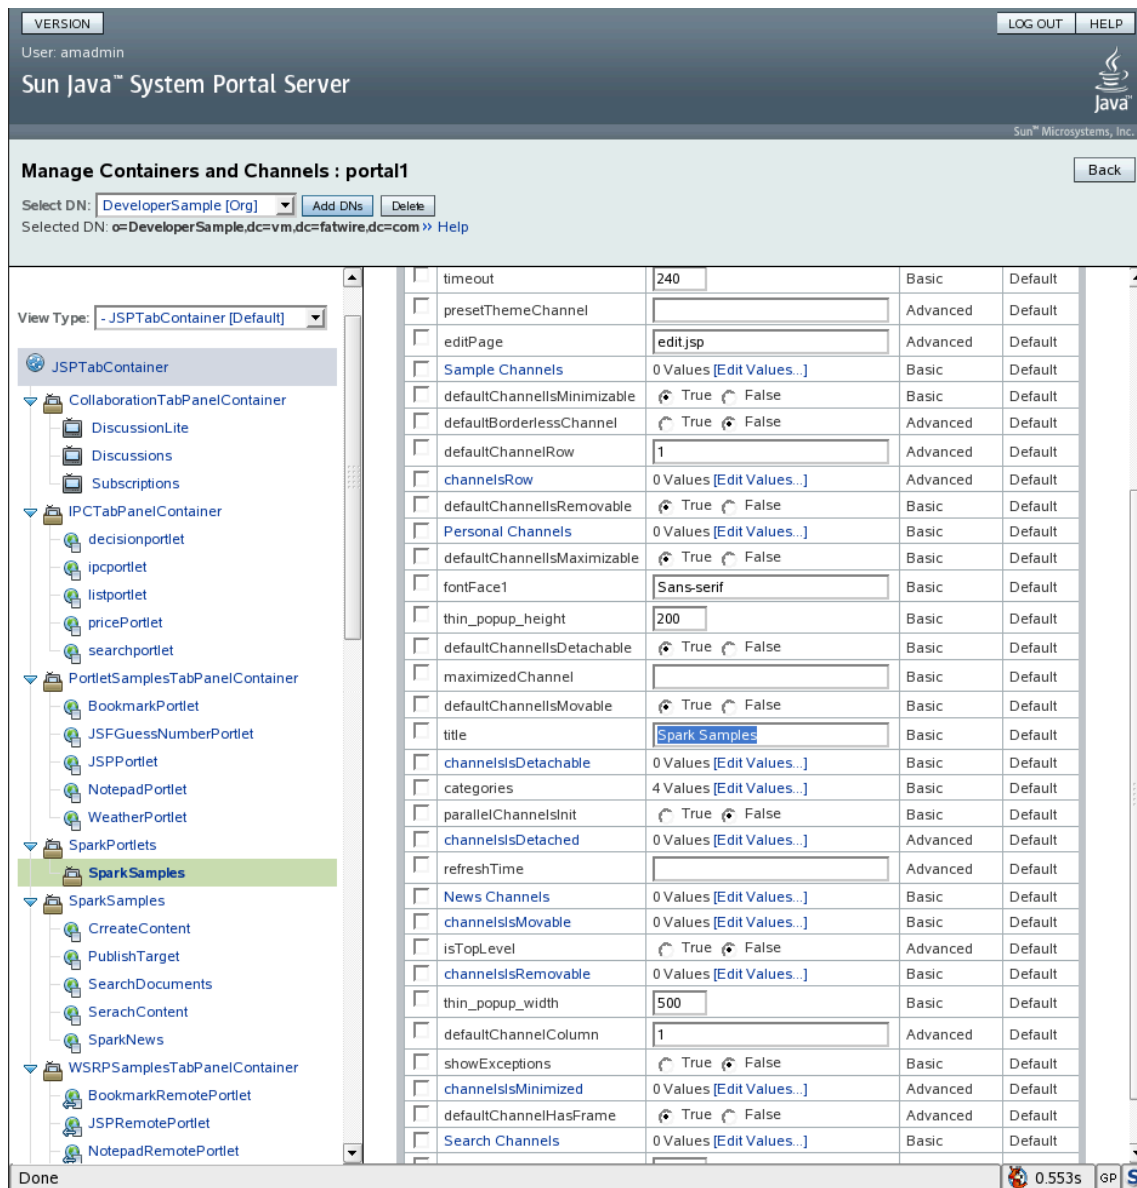 VERSION LOG OUT HELP
User: amadmin
Sun Java™ System Portal Server
Java™
Sun™ Microsystems, Inc.
Manage Containers and Channels : portal1 Back
Select DN: DeveloperSample [Org] Add DNs Delete
Selected DN: o=DeveloperSample,dc=vm,dc=fatwire,dc=com ›› Help
View Type: - JSPTabContainer [Default]
JSPTabContainer
CollaborationTabPanelContainer
DiscussionLite
Discussions
Subscriptions
IPCTabPanelContainer
decisionportlet
ipcportlet
listportlet
pricePortlet
searchportlet
PortletSamplesTabPanelContainer
BookmarkPortlet
JSFGuessNumberPortlet
JSPPortlet
NotepadPortlet
WeatherPortlet
SparkPortlets
SparkSamples
SparkSamples
CrreateContent
PublishTarget
SearchDocuments
SerachContent
SparkNews
WSRPSamplesTabPanelContainer
BookmarkRemotePortlet
JSPRemotePortlet
NotepadRemotePortlet
timeout 240 Basic Default
presetThemeChannel Advanced Default
editPage edit.jsp Advanced Default
Sample Channels 0 Values [Edit Values...] Basic Default
defaultChannelIsMinimizable True False Basic Default
defaultBorderlessChannel True False Advanced Default
defaultChannelRow 1 Advanced Default
channelsRow 0 Values [Edit Values...] Advanced Default
defaultChannelIsRemovable True False Basic Default
Personal Channels 0 Values [Edit Values...] Basic Default
defaultChannelIsMaximizable True False Basic Default
fontFace1 Sans-serif Basic Default
thin_popup_height 200 Basic Default
defaultChannelIsDetachable True False Basic Default
maximizedChannel Basic Default
defaultChannelIsMovable True False Basic Default
title Spark Samples Basic Default
channelsIsDetachable 0 Values [Edit Values...] Basic Default
categories 4 Values [Edit Values...] Basic Default
parallelChannelsInit True False Basic Default
channelsIsDetached 0 Values [Edit Values...] Advanced Default
refreshTime Advanced Default
News Channels 0 Values [Edit Values...] Basic Default
channelsIsMovable 0 Values [Edit Values...] Basic Default
isTopLevel True False Advanced Default
channelsIsRemovable 0 Values [Edit Values...] Basic Default
thin_popup_width 500 Basic Default
defaultChannelColumn 1 Advanced Default
showExceptions True False Basic Default
channelsIsMinimized 0 Values [Edit Values...] Advanced Default
defaultChannelHasFrame True False Advanced Default
Search Channels 0 Values [Edit Values...] Basic Default
Done 0.553s GP S